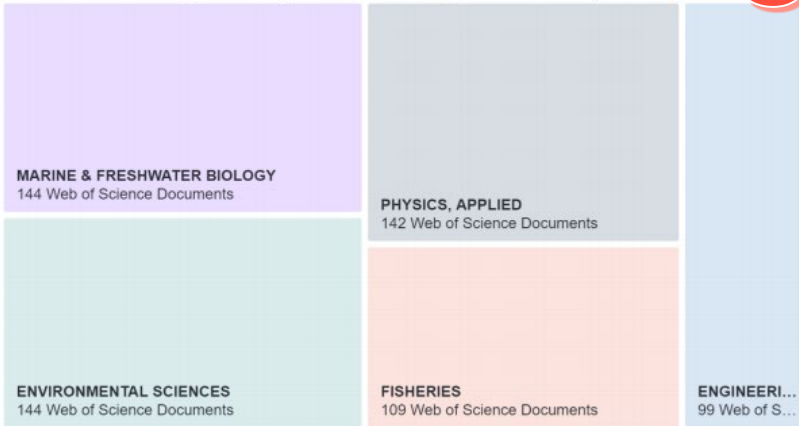 MARINE & FRESHWATER BIOLOGY
144 Web of Science Documents
PHYSICS, APPLIED
142 Web of Science Documents
ENVIRONMENTAL SCIENCES
144 Web of Science Documents
FISHERIES
109 Web of Science Documents
ENGINEERI...
99 Web of S...